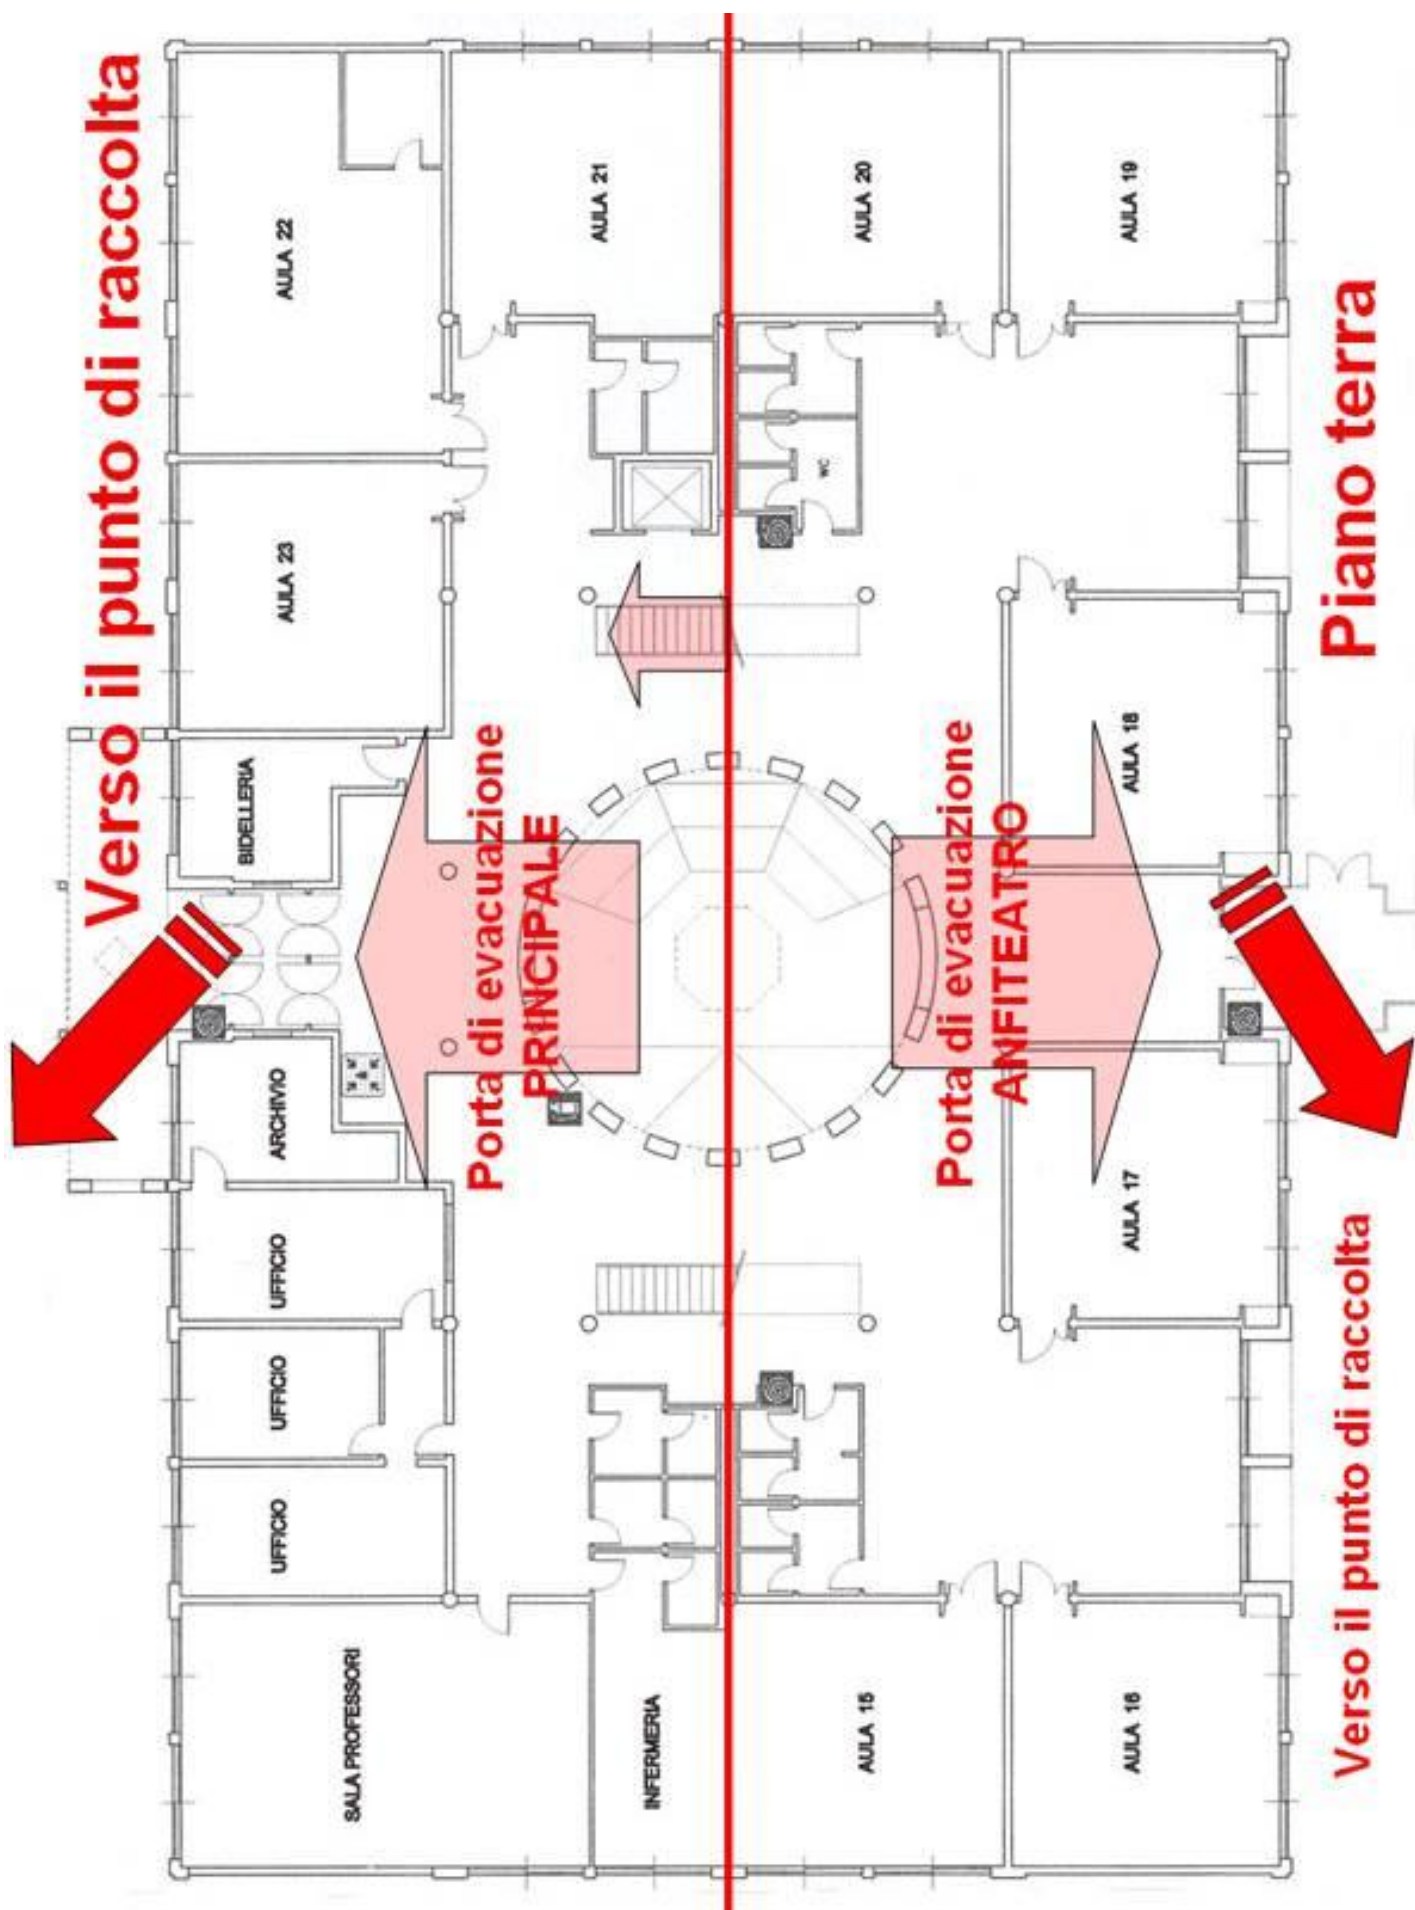 Verso il punto di raccolta
AULA 22
AULA 23
BIDELLERIA
ARCHIVIO
UFFICIO
UFFICIO
UFFICIO
SALA PROFESSORI
Porta di evacuazione
PRINCIPALE
AULA 21
INFERMERIA
WC
AULA 20
AULA 15
Porta di evacuazione
ANFITEATRO
AULA 19
AULA 18
AULA 17
AULA 16
Piano terra
Verso il punto di raccolta